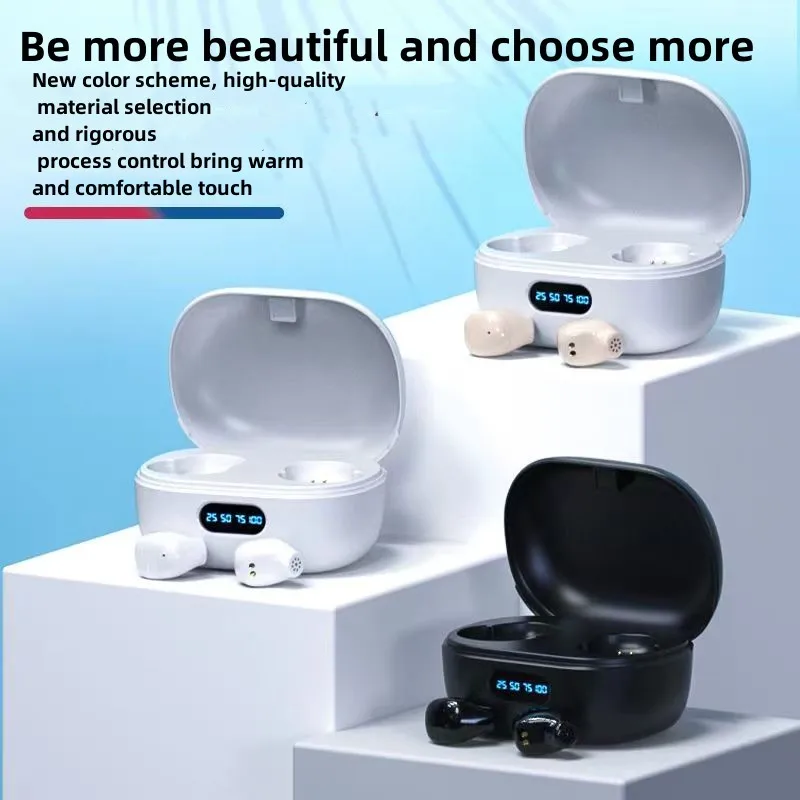 Be more beautiful and choose more
New color scheme, high-quality
material selection
and rigorous
process control bring warm
and comfortable touch
25 50 75 100
25 50 75 100
25 50 75 100